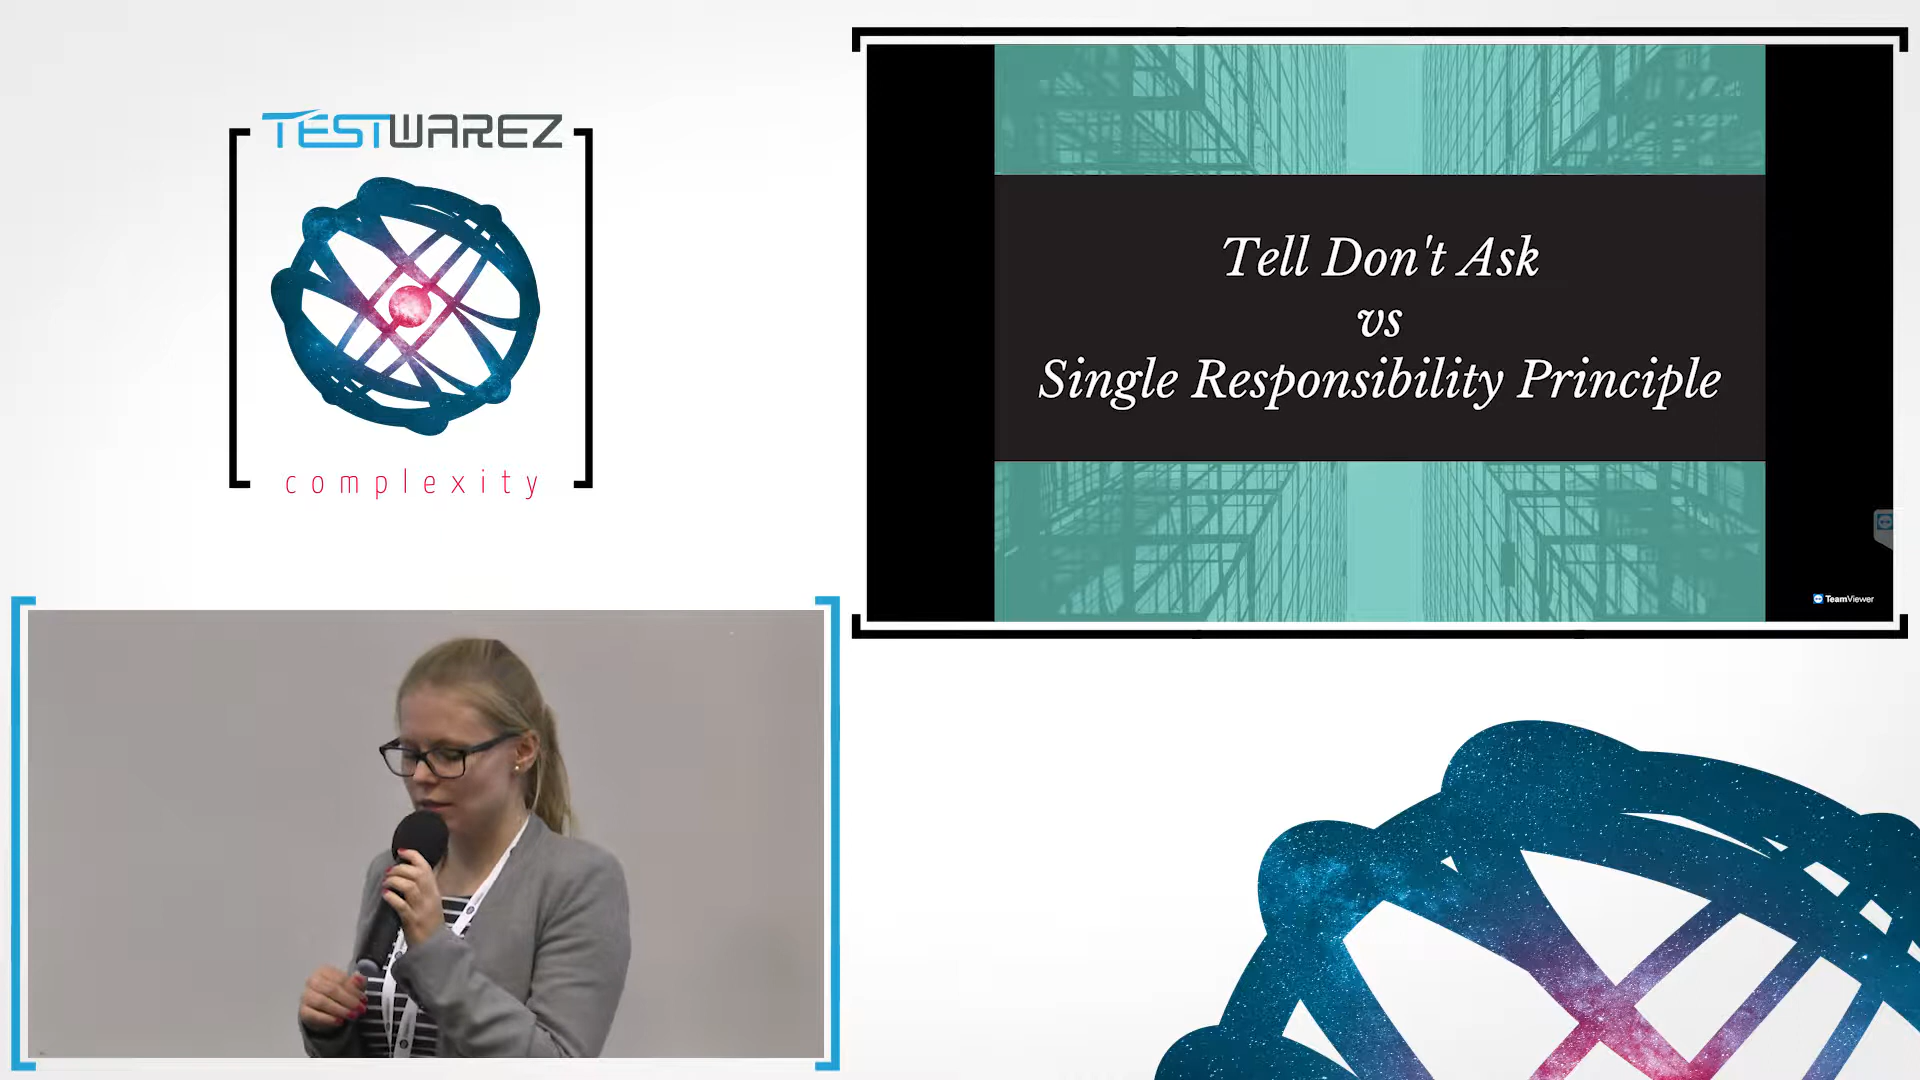 TESTWAREZ
complexity
Tell Don't Ask
vs
Single Responsibility Principle
TeamViewer